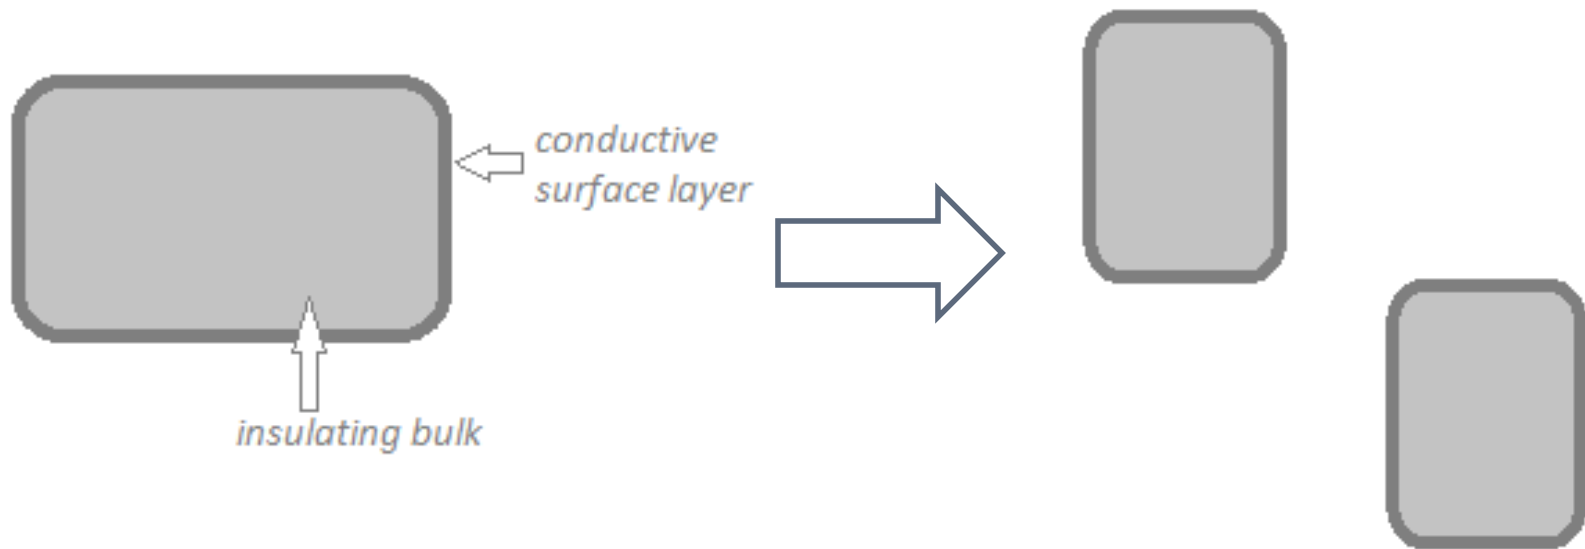 conductive
surface layer
insulating bulk